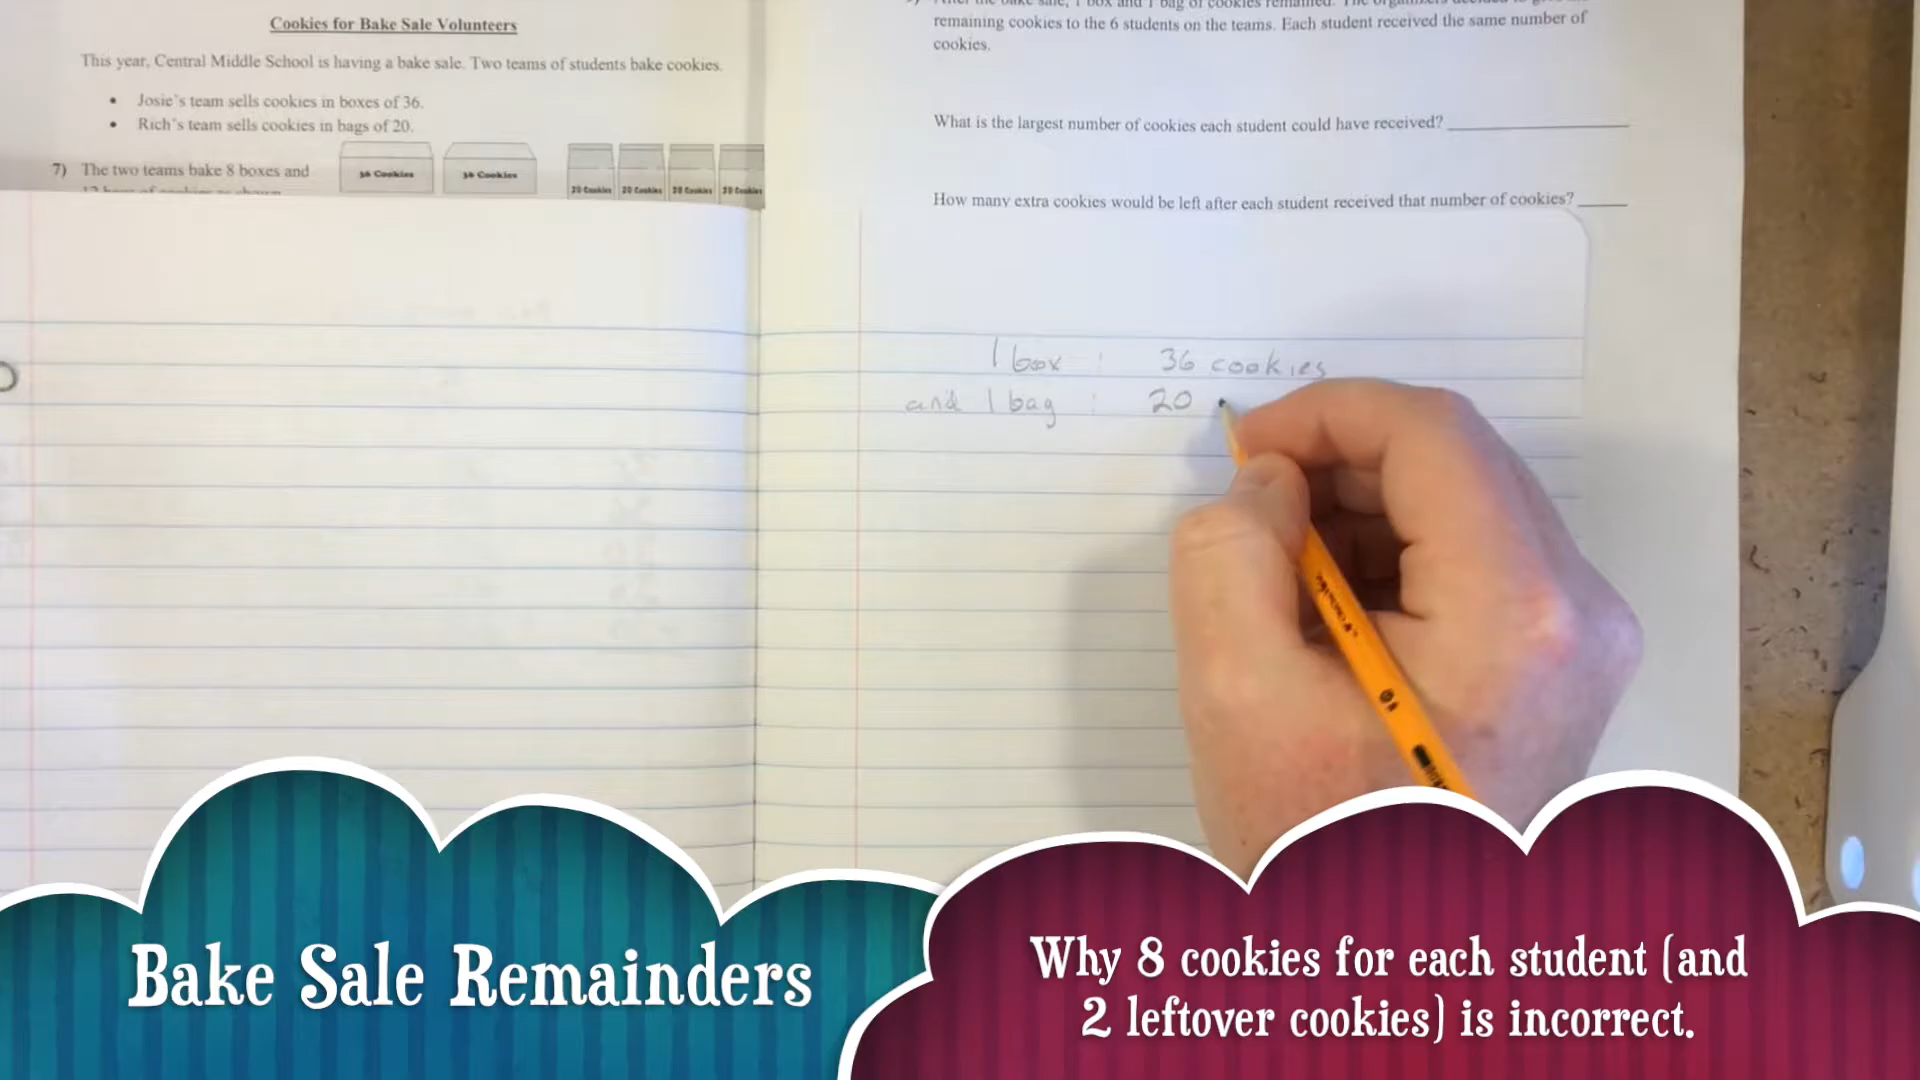 Cookies for Bake Sale Volunteers
This year, Central Middle School is having a bake sale. Two teams of students bake cookies.
• Josie's team sells cookies in boxes of 36.
• Rich's team sells cookies in bags of 20.
7) The two teams bake 8 boxes and
36 Cookies
36 Cookies
20 Cookies
20 Cookies
20 Cookies
20 Cookies
remaining cookies to the 6 students on the teams. Each student received the same number of
cookies.
What is the largest number of cookies each student could have received?
How many extra cookies would be left after each student received that number of cookies?
1 box : 36 cookies
and 1 bag : 20
Bake Sale Remainders
Why 8 cookies for each student (and
2 leftover cookies) is incorrect.